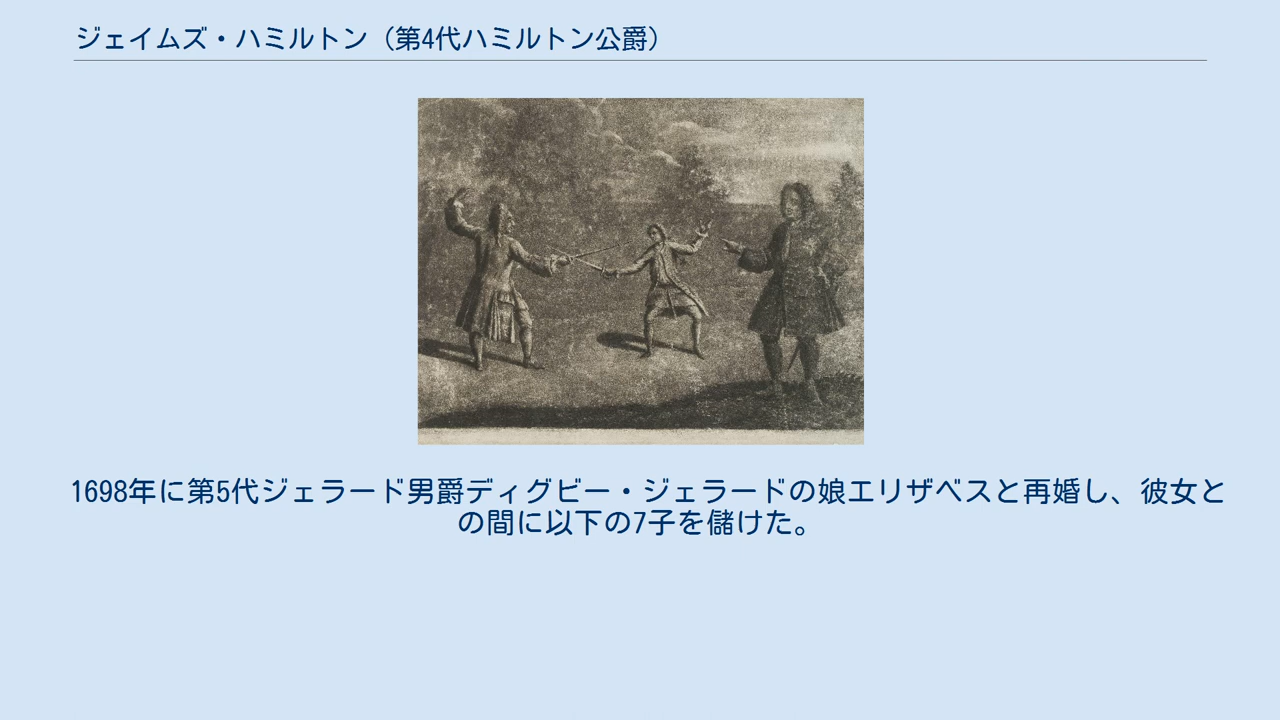 ジェイムズ・ハミルトン（第4代ハミルトン公爵）
1698年に第5代ジェラード男爵ディグビー・ジェラードの娘エリザベスと再婚し、彼女と
の間に以下の7子を儲けた。